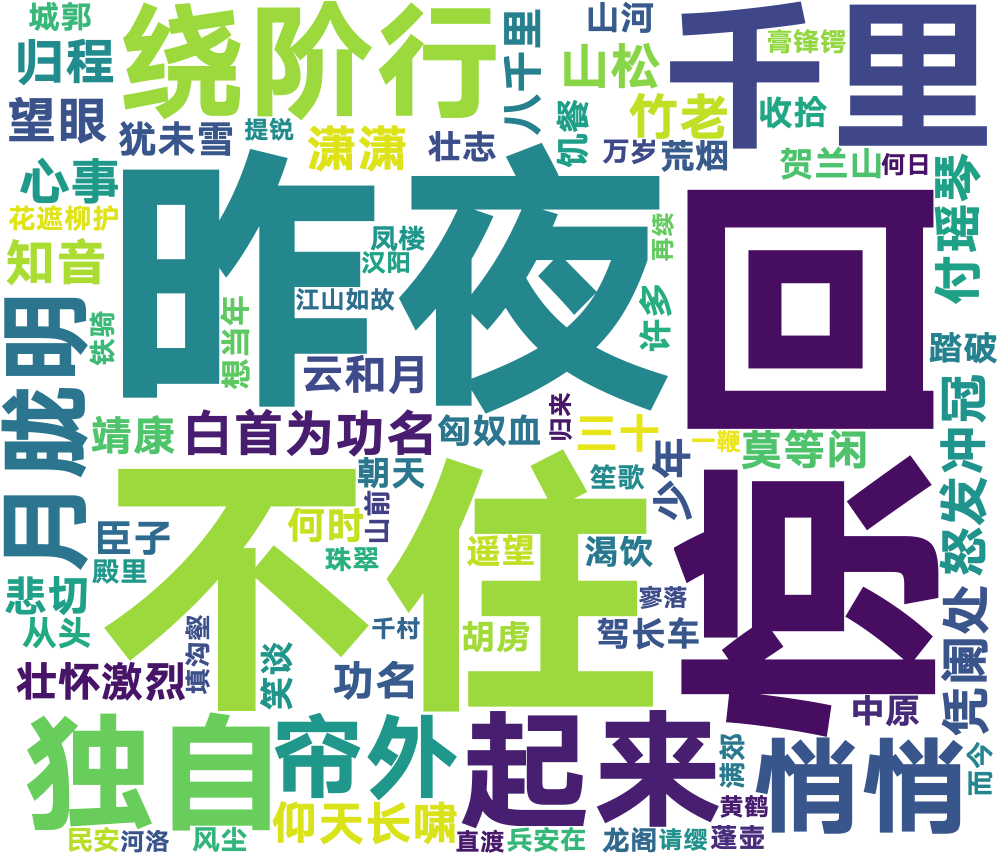 城郭
绕阶行
八千里
山河
千里
膏锋锷
归程
山松
望眼
犹未雪
提锐
潇潇
壮志
饥餐
竹老
收拾
万岁
荒烟
贺兰山
何日
心事
昨夜
回惊
瑶琴
付
花遮柳护
知音
凤楼
汉阳
再续
江山如故
许多
铁骑
想当年
月胧明
云和月
踏破
靖康
白首为功名
匈奴血
归来
三十
一鞭
莫等闲
冲冠
怒发
朝天
笙歌
少年
不住
山前
臣子
何时
遥望
渴饮
殿里
珠翠
悲切
寥落
从头
填沟壑
千村
胡虏
驾长车
凭阑处
壮怀激烈
笑谈
功名
中原
独自
帘外
起来
满郊
悄悄
而今
仰天长啸
黄鹤
民安
河洛
风尘
直渡
兵安在
龙阁
请缨
蓬壶